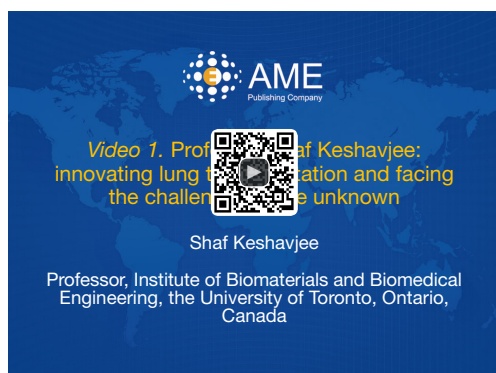 AME
Publishing Company
Video 1. Prof af Keshavjee:
innovating lung t tation and facing
the challen e unknown
Shaf Keshavjee
Professor, Institute of Biomaterials and Biomedical
Engineering, the University of Toronto, Ontario,
Canada